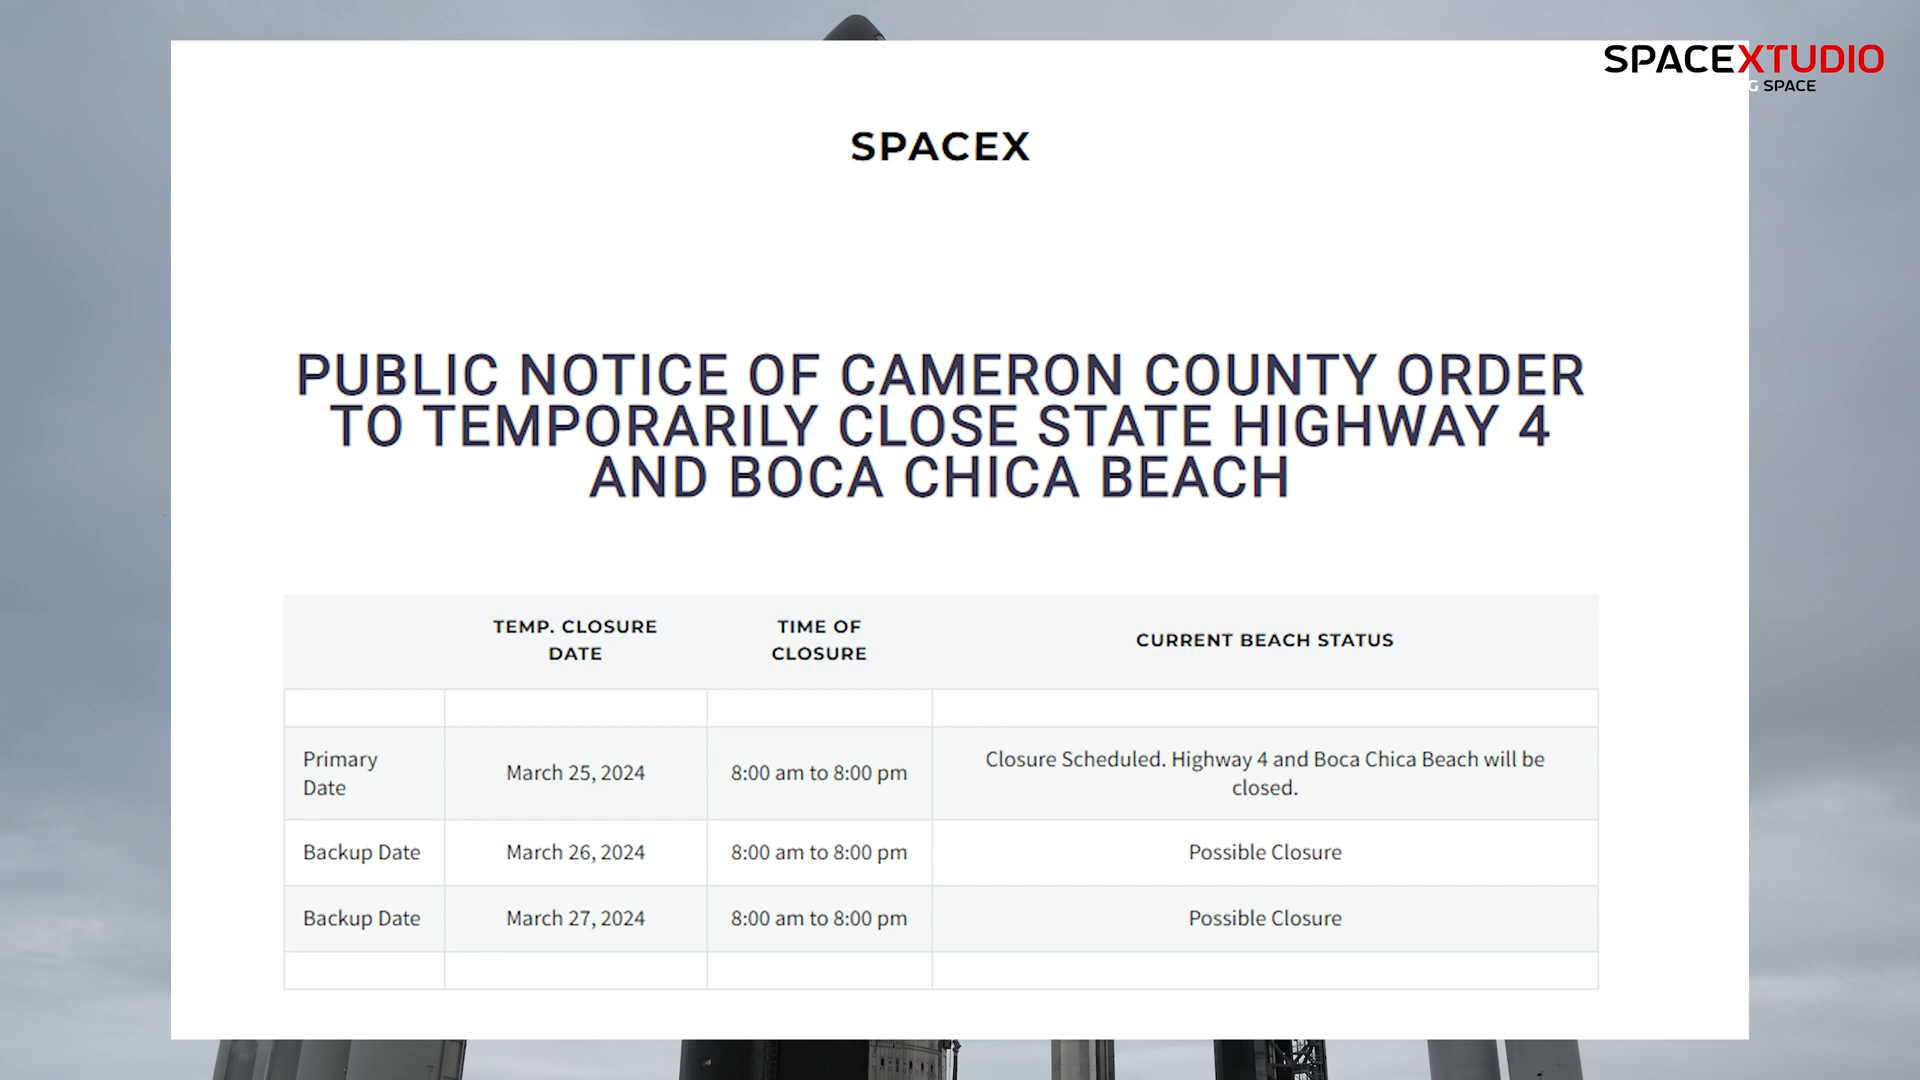 SPACEXTUDIO
G SPACE
SPACEX
PUBLIC NOTICE OF CAMERON COUNTY ORDER
TO TEMPORARILY CLOSE STATE HIGHWAY 4
AND BOCA CHICA BEACH
TEMP. CLOSURE
DATE
TIME OF
CLOSURE
CURRENT BEACH STATUS
Primary
Date
March 25, 2024
8:00 am to 8:00 pm
Closure Scheduled. Highway 4 and Boca Chica Beach will be
closed.
Backup Date
March 26, 2024
8:00 am to 8:00 pm
Possible Closure
Backup Date
March 27, 2024
8:00 am to 8:00 pm
Possible Closure